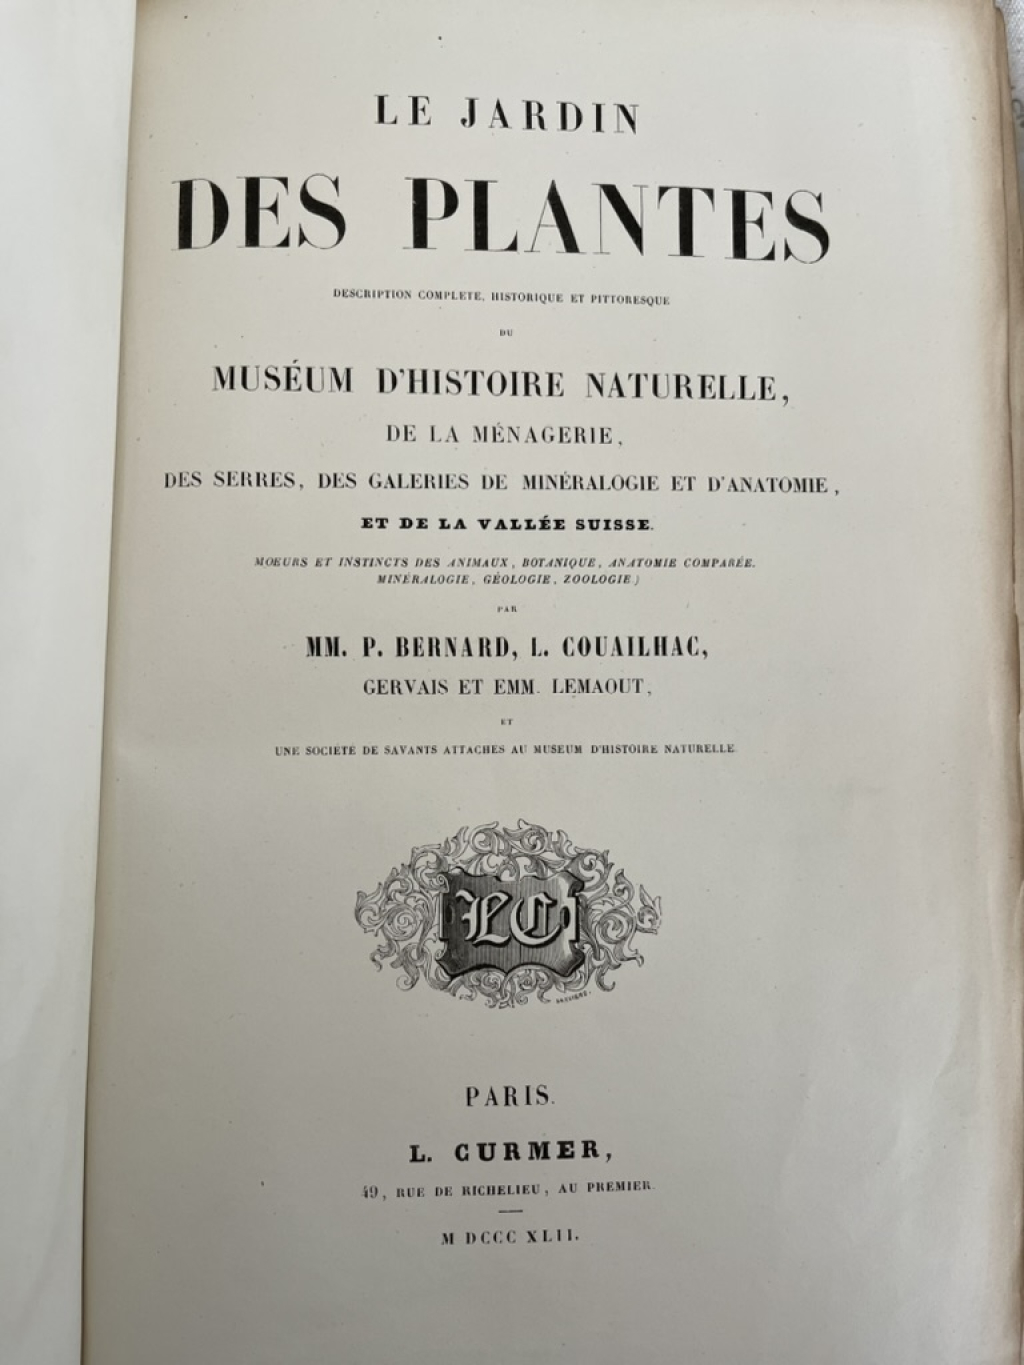 LE JARDIN
DES PLANTES
DESCRIPTION COMPLETE, HISTORIQUE ET PITTORESQUE
DU
MUSÉUM D'HISTOIRE NATURELLE,
DE LA MÉNAGERIE,
DES SERRES, DES GALERIES DE MINÉRALOGIE ET D'ANATOMIE,
ET DE LA VALLÉE SUISSE.
MOEURS ET INSTINCTS DES ANIMAUX, BOTANIQUE, ANATOMIE COMPARÉE.
MINÉRALOGIE, GÉOLOGIE, ZOOLOGIE)
PAR
MM. P. BERNARD, L. COUAILHAC,
GERVAIS ET EMM. LEMAOUT,
ET
UNE SOCIÉTÉ DE SAVANTS ATTACHÉS AU MUSEUM D'HISTOIRE NATURELLE.
LC
PARIS.
L. CURMER,
49, RUE DE RICHELIEU, AU PREMIER.
M DCCC XLII.